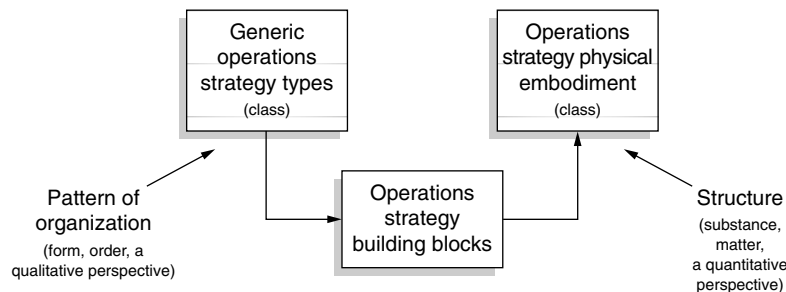 Generic
operations
strategy types
(class)
Operations
strategy physical
embodiment
(class)
Pattern of
organization
(form, order, a
qualitative perspective)
Operations
strategy
building blocks
Structure
(substance,
matter,
a quantitative
perspective)